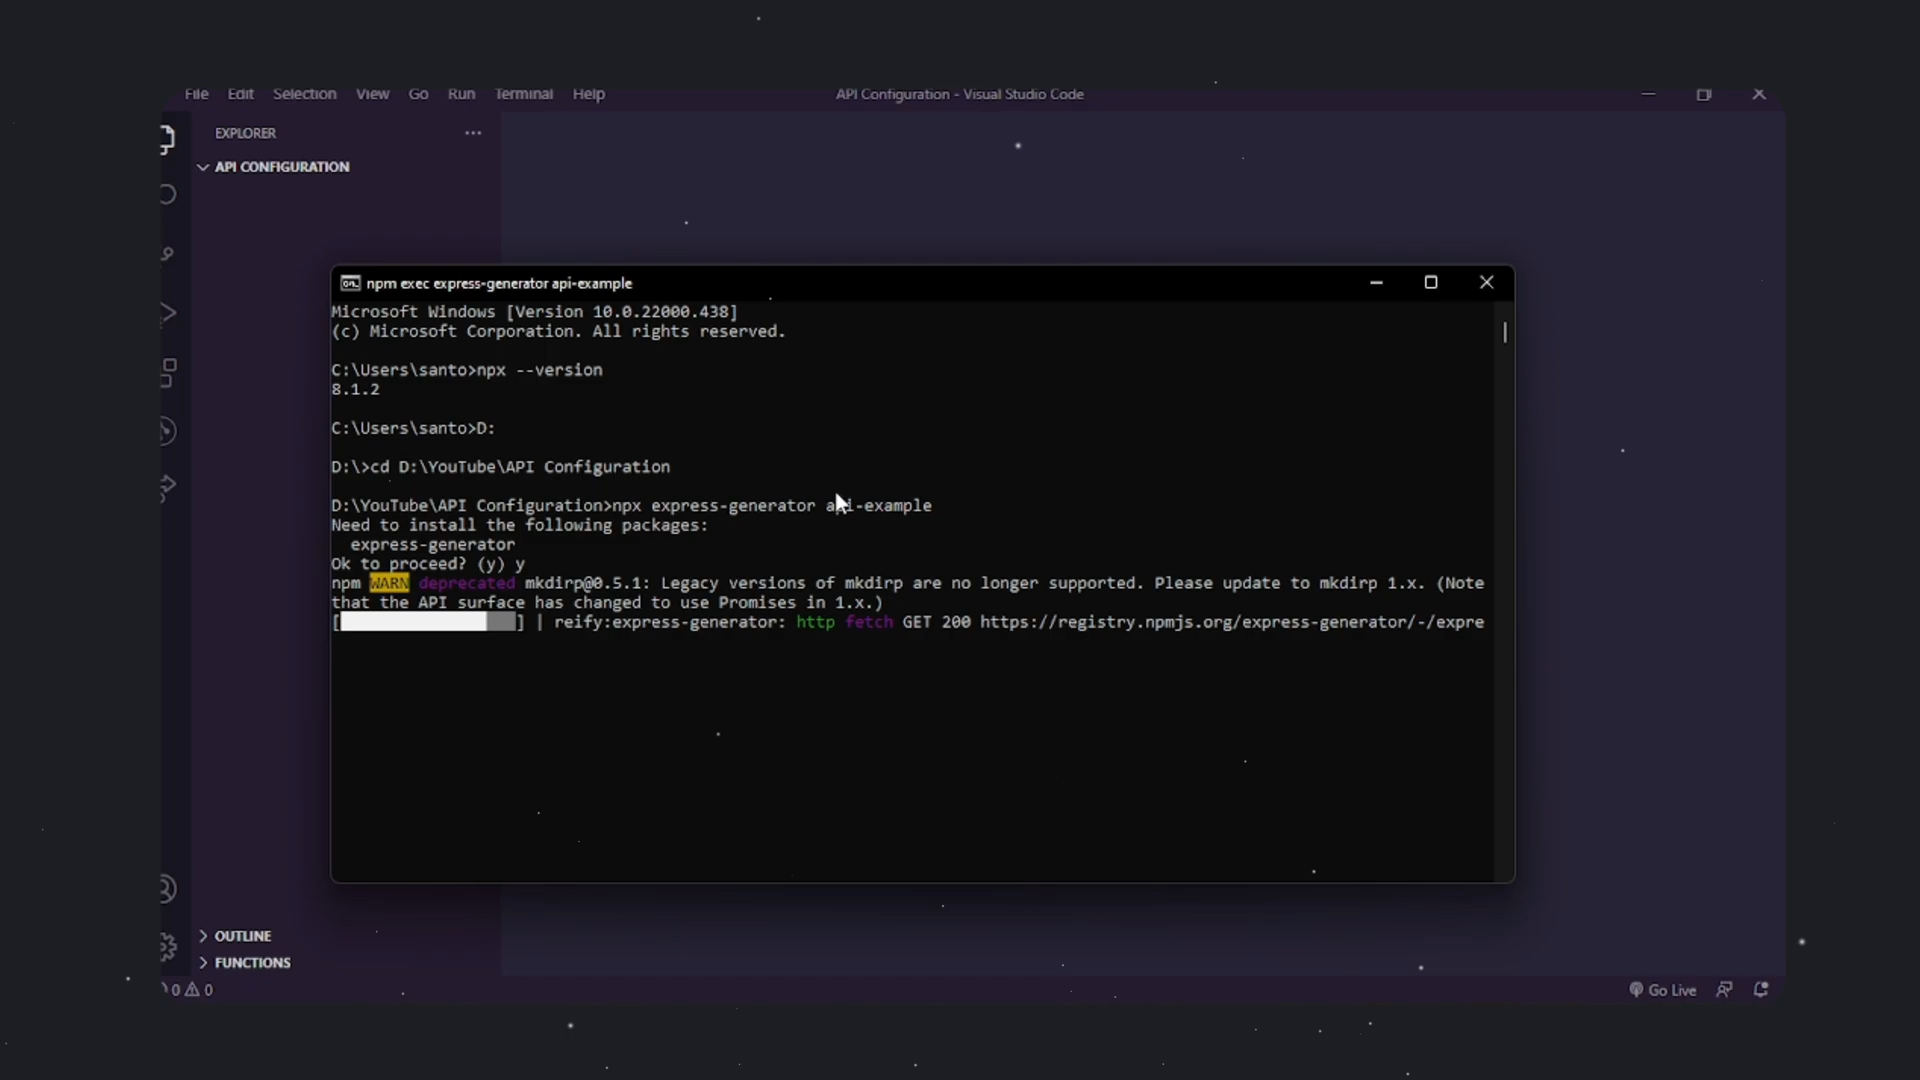 File Edit Selection View Go Run Terminal Help
API Configuration - Visual Studio Code
EXPLORER
API CONFIGURATION
npm exec express-generator api-example
Microsoft Windows [Version 10.0.22000.438]
(c) Microsoft Corporation. All rights reserved.
C:\Users\santo>npx --version
8.1.2
C:\Users\santo>D:
D:\>cd D:\YouTube\API Configuration
D:\YouTube\API Configuration>npx express-generator api-example
Need to install the following packages:
express-generator
Ok to proceed? (y) y
npm WARN deprecated mkdirp@0.5.1: Legacy versions of mkdirp are no longer supported. Please update to mkdirp 1.x. (Note
that the API surface has changed to use Promises in 1.x.)
[ ] | reify:express-generator: http fetch GET 200 https://registry.npmjs.org/express-generator/-/expre
OUTLINE
FUNCTIONS
0 0
Go Live